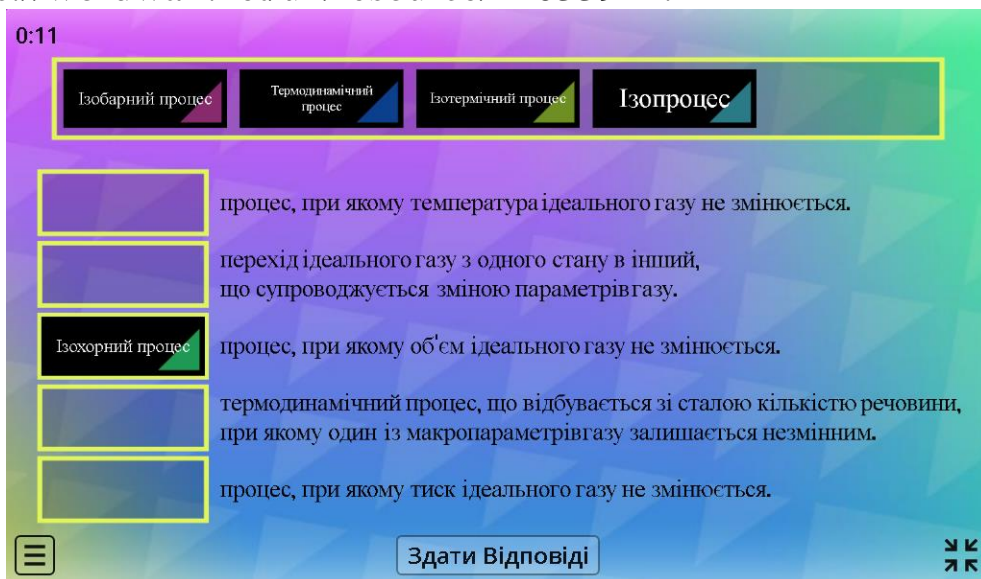 0:11
Ізобарний процес
Термодинамічний
процес
Ізотермічний процес
Ізопроцес
процес, при якому температура ідеального газу не змінюється.
перехід ідеального газу з одного стану в інший,
що супроводжується зміною параметрів газу.
Ізохорний процес
процес, при якому об'єм ідеального газу не змінюється.
термодинамічний процес, що відбувається зі сталою кількістю речовини,
при якому один із макропараметрів газу залишається незмінним.
процес, при якому тиск ідеального газу не змінюється.
Здати Відповіді